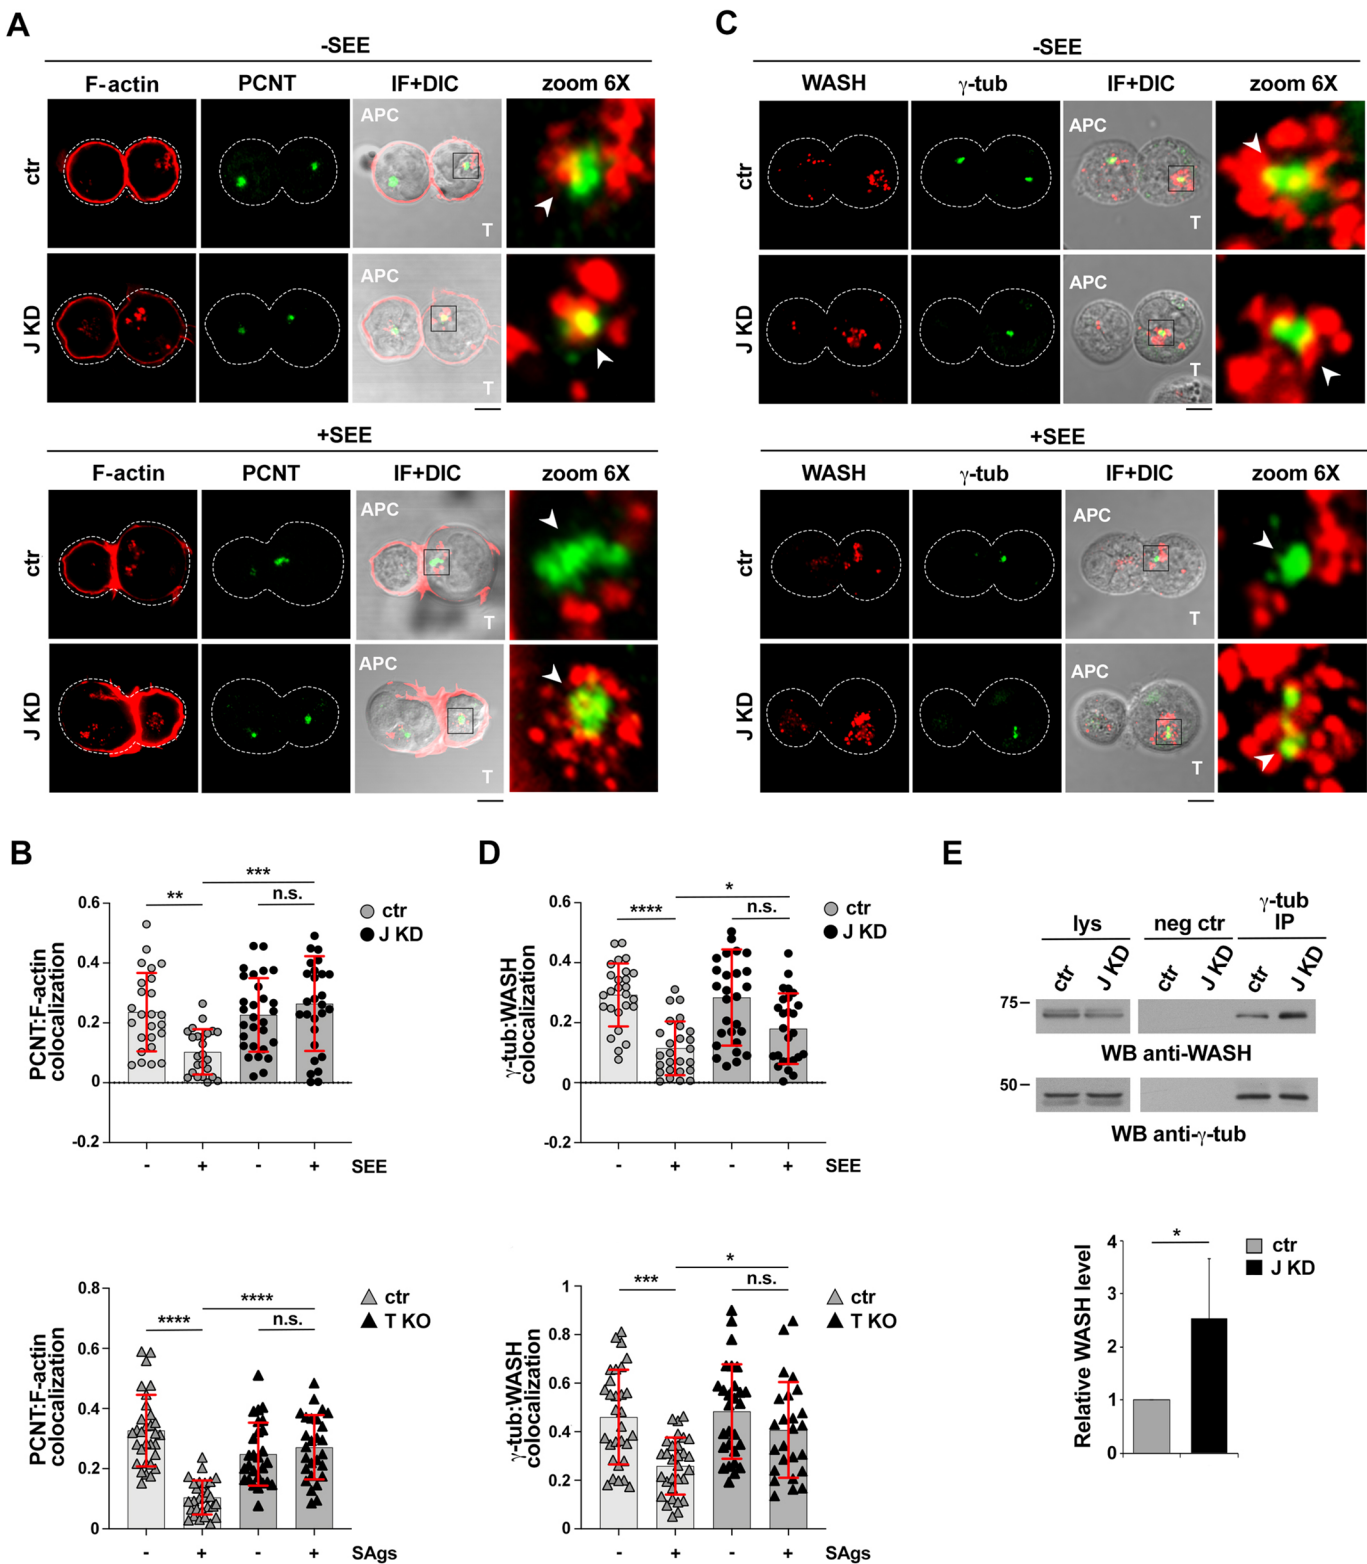 A
-SEE
F-actin PCNT IF+DIC zoom 6X
ctr
APC
T
J KD
APC
T
+SEE
F-actin PCNT IF+DIC zoom 6X
ctr
APC
T
J KD
APC
T
C
-SEE
WASH γ-tub IF+DIC zoom 6X
ctr
APC
T
J KD
APC
T
+SEE
WASH γ-tub IF+DIC zoom 6X
ctr
APC
T
J KD
APC
T
B
PCNT:F-actin
colocalization
0.6
0.4
0.2
0
-0.2
** *** n.s.
ctr
J KD
- + - + SEE
PCNT:F-actin
colocalization
0.8
0.6
0.4
0.2
0
**** **** n.s.
ctr
T KO
- + - + SAgs
D
γ-tub:WASH
colocalization
0.6
0.4
0.2
0
-0.2
**** * n.s.
ctr
J KD
- + - + SEE
γ-tub:WASH
colocalization
1
0.8
0.6
0.4
0.2
0
*** * n.s.
ctr
T KO
- + - + SAgs
E
lys neg ctr γ-tub
IP
ctr J KD ctr J KD ctr J KD
75
WB anti-WASH
50
WB anti-γ-tub
Relative WASH level
4
3
2
1
0
*
ctr
J KD